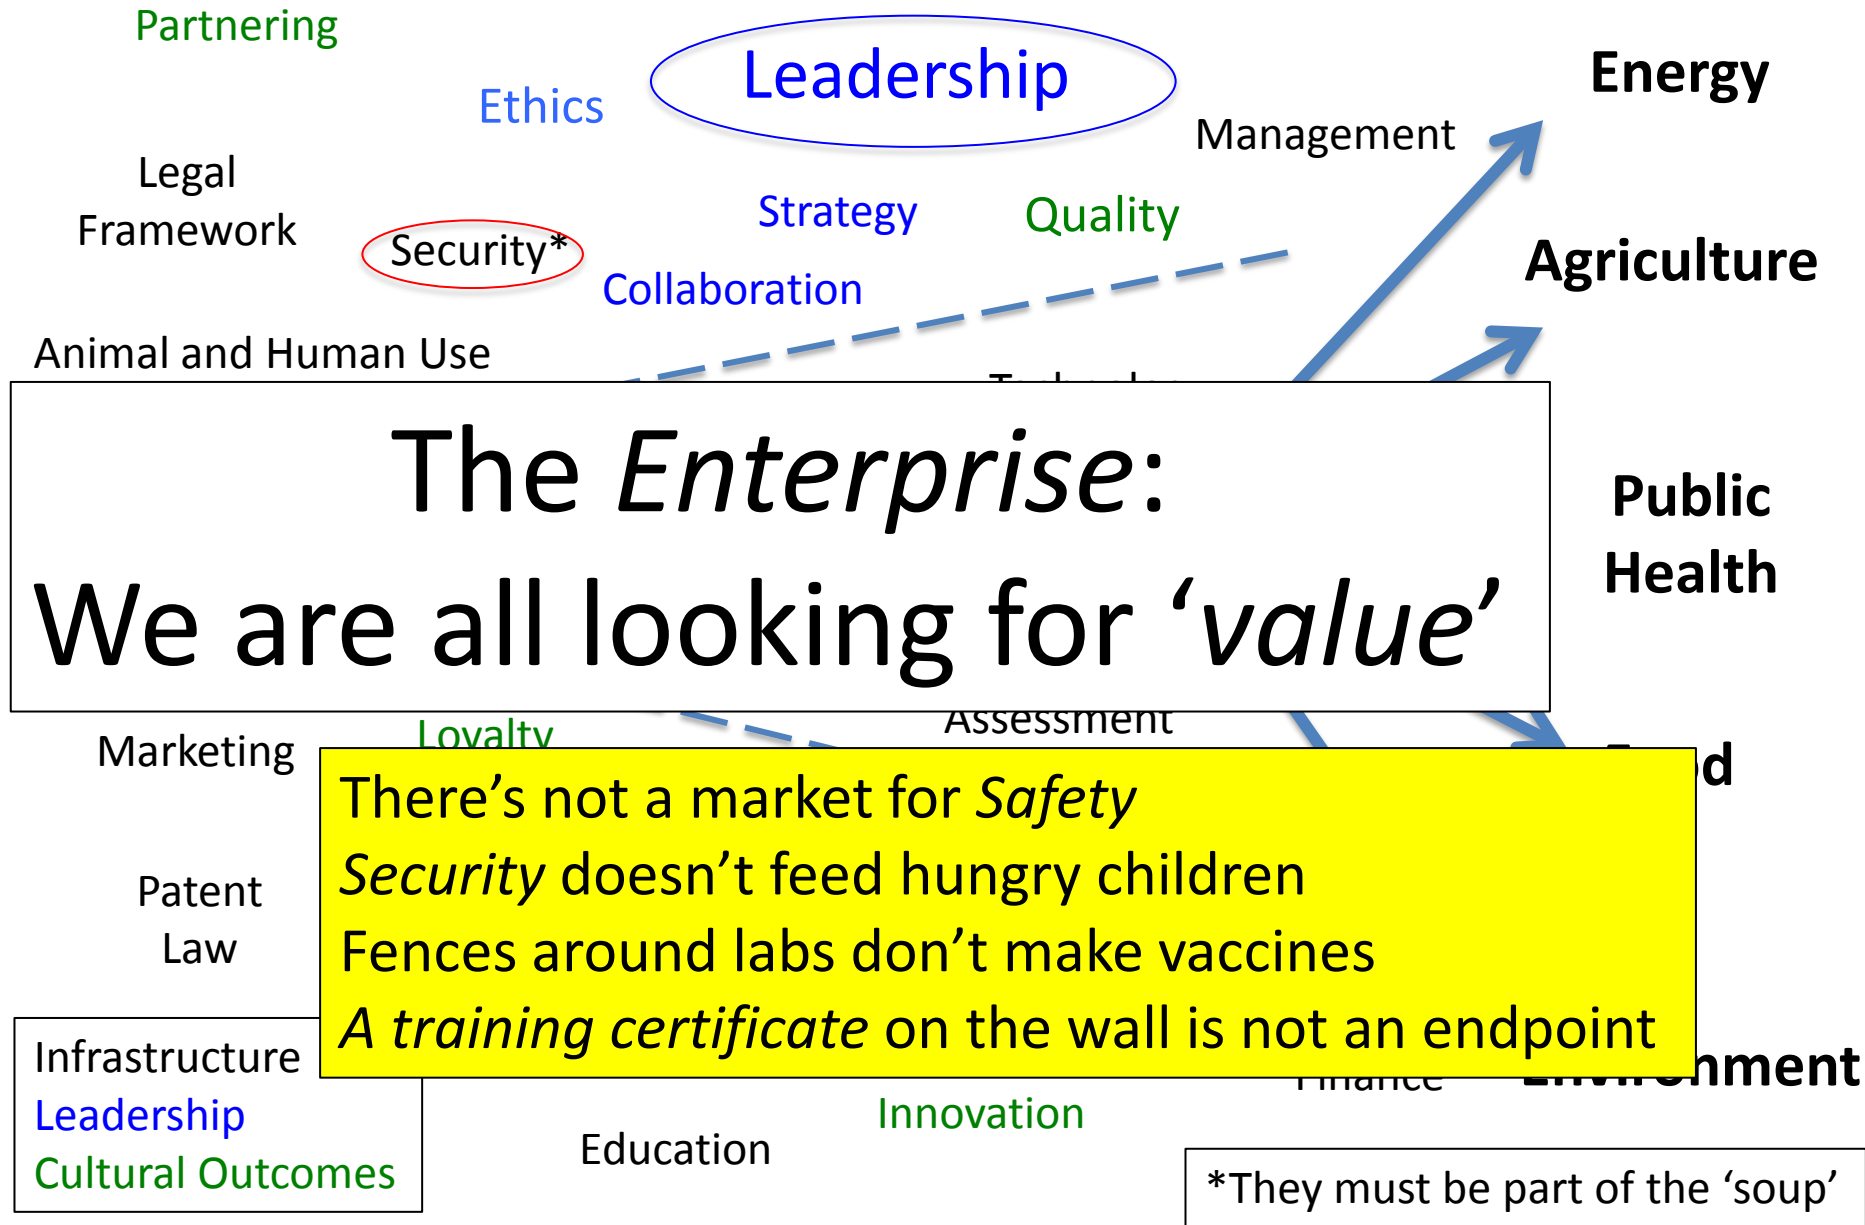 Partnering
Leadership
Energy
Ethics
Management
Legal
Framework
Strategy
Quality
Security*
Agriculture
Collaboration
Animal and Human Use
The Enterprise:
We are all looking for ‘value’
Public
Health
Assessment
Marketing
Loyalty
There’s not a market for Safety
Security doesn’t feed hungry children
Fences around labs don’t make vaccines
A training certificate on the wall is not an endpoint
Patent
Law
Infrastructure
Leadership
Cultural Outcomes
Finance
Environment
Innovation
Education
*They must be part of the ‘soup’